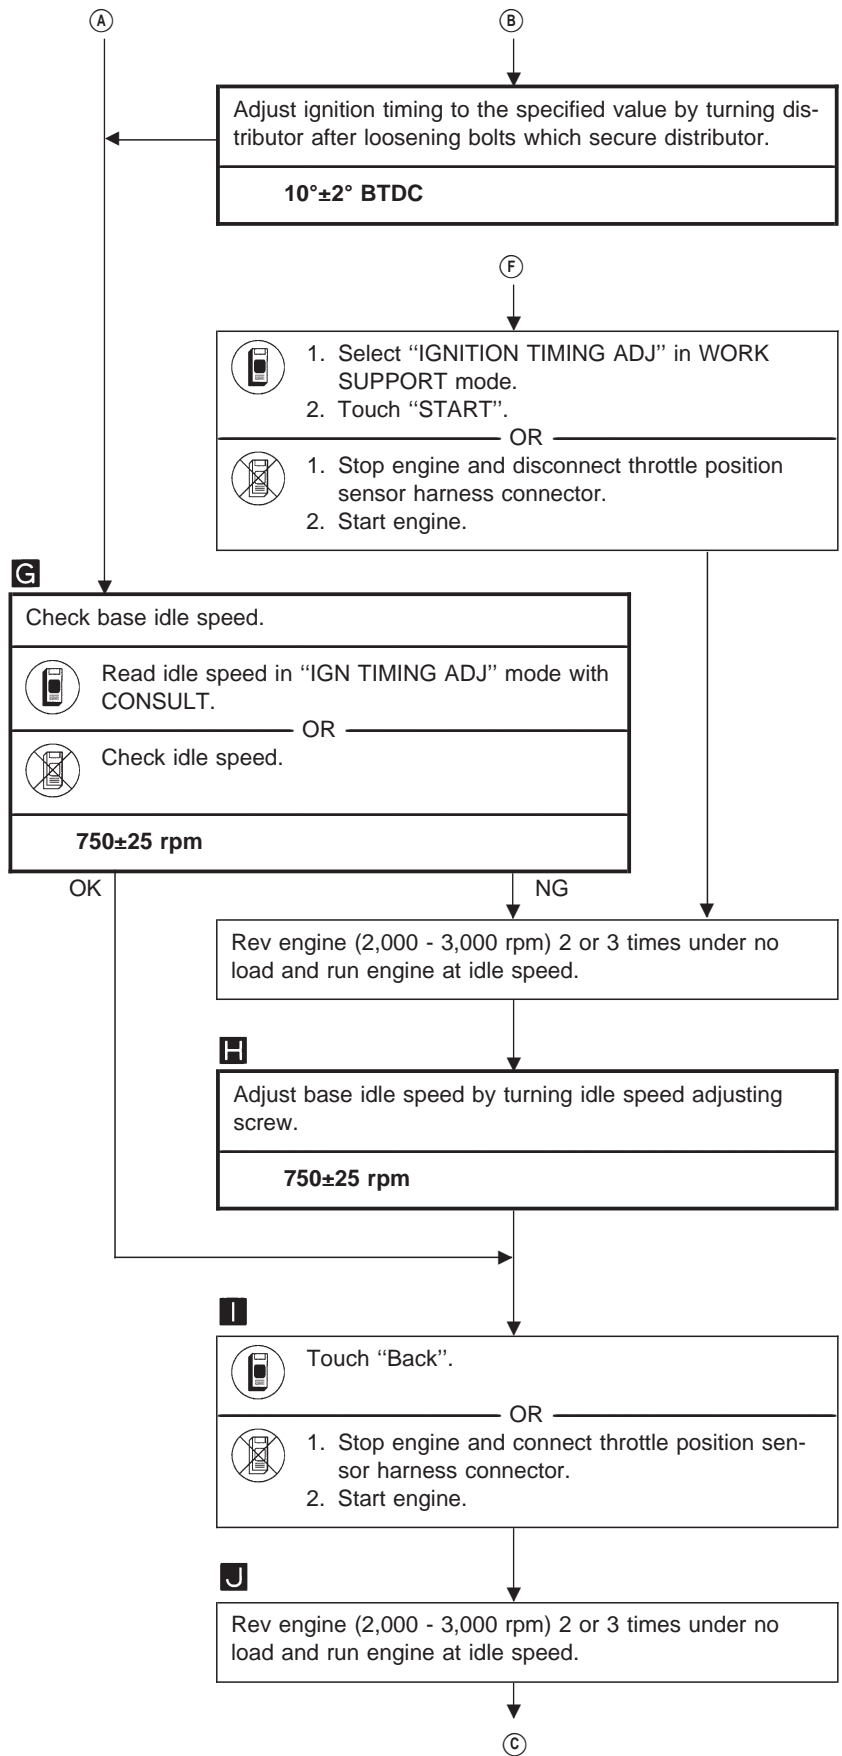 A
B
Adjust ignition timing to the specified value by turning dis-
tributor after loosening bolts which secure distributor.
10°±2° BTDC
F
1. Select ‘‘IGNITION TIMING ADJ’’ in WORK
SUPPORT mode.
2. Touch ‘‘START’’.
OR
1. Stop engine and disconnect throttle position
sensor harness connector.
2. Start engine.
G
Check base idle speed.
Read idle speed in ‘‘IGN TIMING ADJ’’ mode with
CONSULT.
OR
Check idle speed.
750±25 rpm
OK
NG
Rev engine (2,000 - 3,000 rpm) 2 or 3 times under no
load and run engine at idle speed.
H
Adjust base idle speed by turning idle speed adjusting
screw.
750±25 rpm
I
Touch ‘‘Back’’.
OR
1. Stop engine and connect throttle position sen-
sor harness connector.
2. Start engine.
J
Rev engine (2,000 - 3,000 rpm) 2 or 3 times under no
load and run engine at idle speed.
C